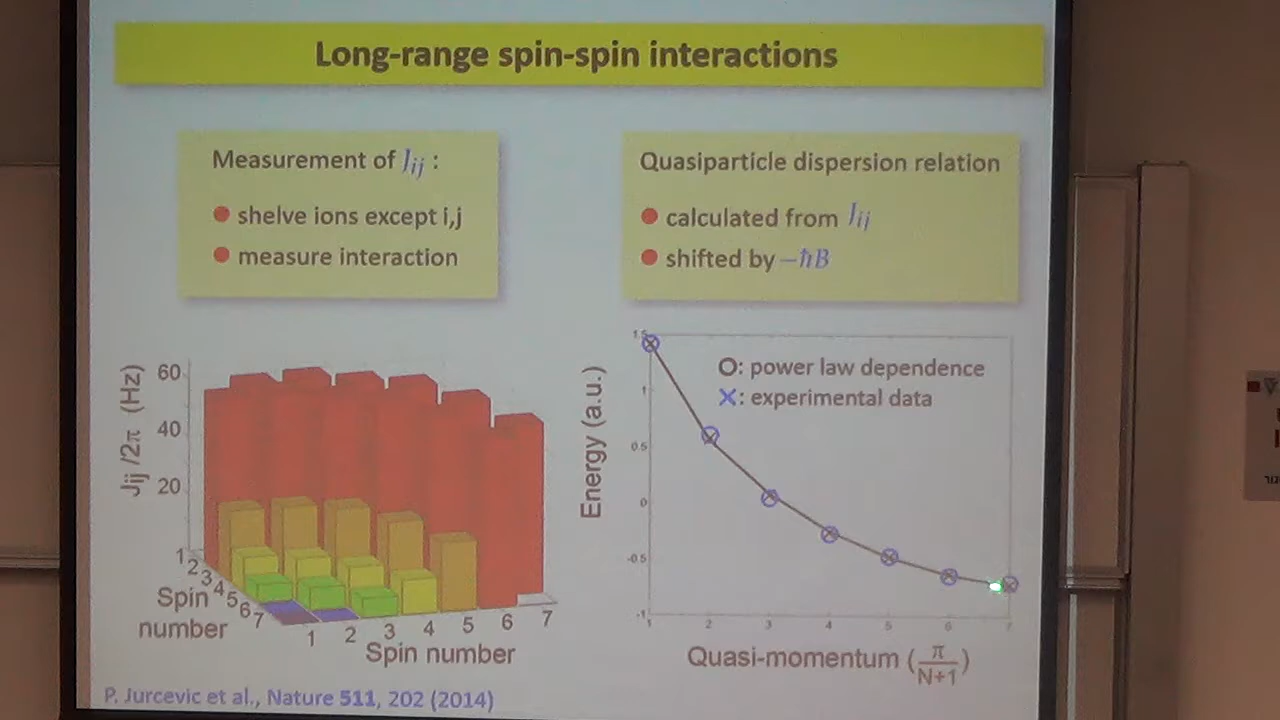 Long-range spin-spin interactions
Measurement of Jij :
shelve ions except i,j
measure interaction
Quasiparticle dispersion relation
calculated from Jij
shifted by −ħB
Jij /2π (Hz)
60
40
20
1
2
3
4
5
6
7
Spin
number
1 2 3 4 5 6 7
Spin number
Energy (a.u.)
1.5
1
0.5
0
-0.5
-1
O: power law dependence
X: experimental data
1 2 3 4 5 6 7
Quasi-momentum (π/N+1)
P. Jurcevic et al., Nature 511, 202 (2014)